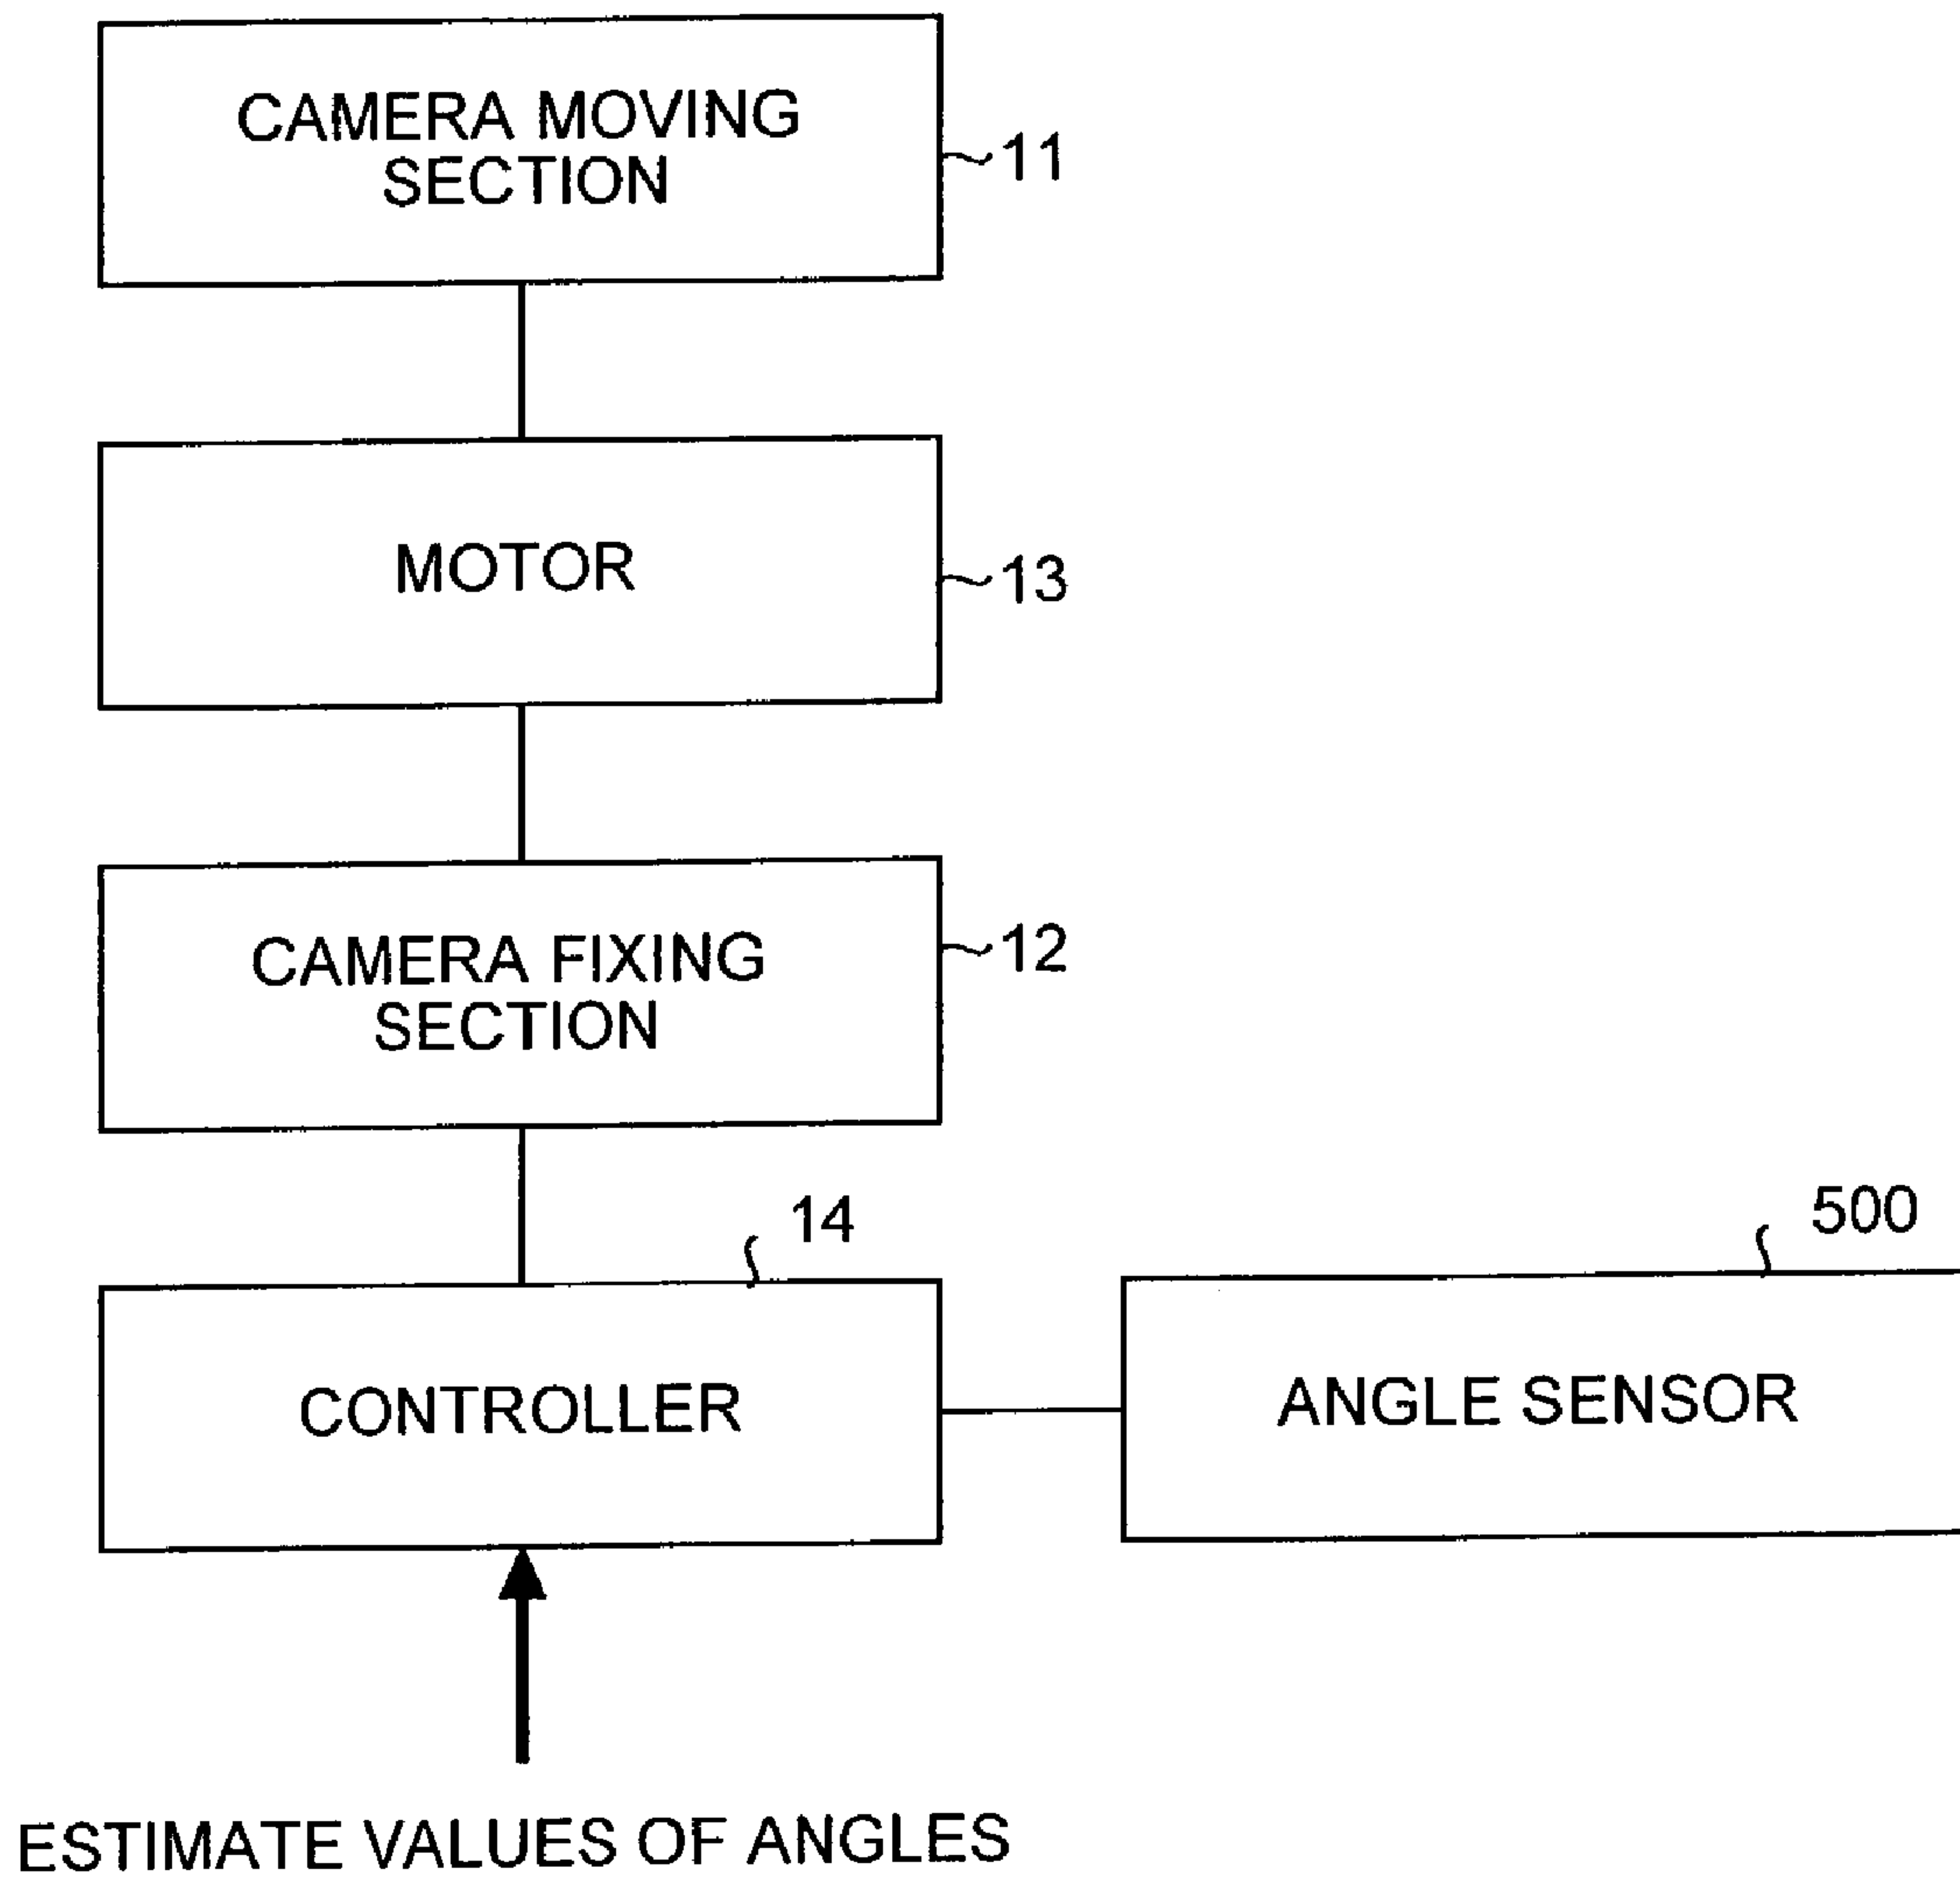 CAMERA MOVING
SECTION
11
MOTOR
13
CAMERA FIXING
SECTION
12
14
500
CONTROLLER
ANGLE SENSOR
ESTIMATE VALUES OF ANGLES